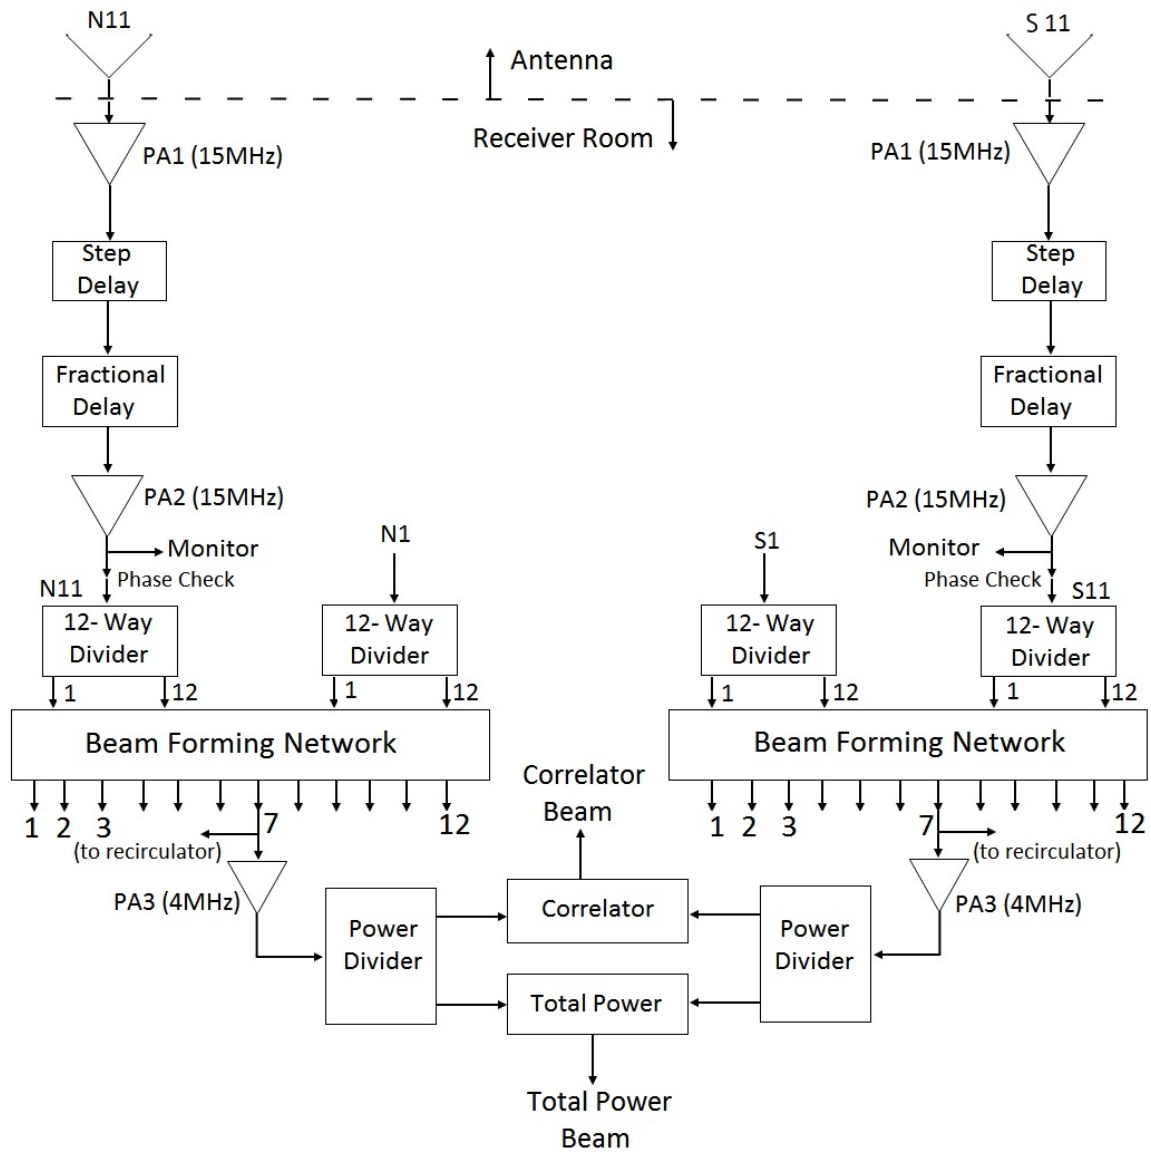 N11
S 11
Antenna
Receiver Room
PA1 (15MHz)
PA1 (15MHz)
Step
Delay
Step
Delay
Fractional
Delay
Fractional
Delay
PA2 (15MHz)
PA2 (15MHz)
Monitor
Phase Check
N11
N1
S1
Monitor
Phase Check
S11
12- Way
Divider
12- Way
Divider
12- Way
Divider
12- Way
Divider
1 12
1 12
1 12
1 12
Beam Forming Network
Beam Forming Network
1 2 3 7 12
(to recirculator)
1 2 3 7 12
(to recirculator)
Correlator
Beam
PA3 (4MHz)
PA3 (4MHz)
Power
Divider
Correlator
Power
Divider
Total Power
Total Power
Beam